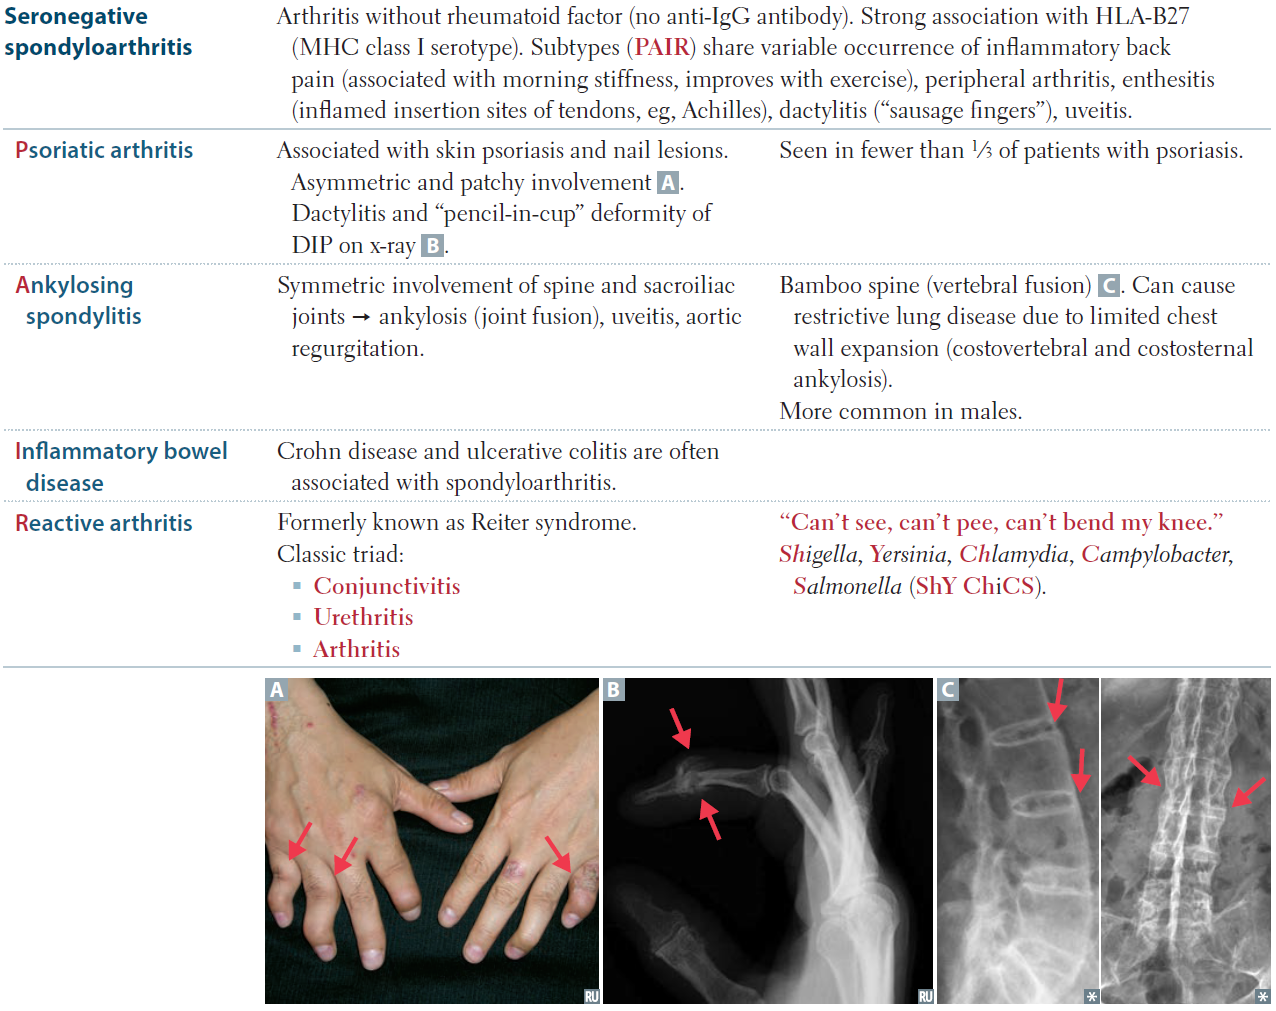 Seronegative
spondyloarthritis
Arthritis without rheumatoid factor (no anti-IgG antibody). Strong association with HLA-B27
(MHC class I serotype). Subtypes (PAIR) share variable occurrence of inflammatory back
pain (associated with morning stiffness, improves with exercise), peripheral arthritis, enthesitis
(inflamed insertion sites of tendons, eg, Achilles), dactylitis (“sausage fingers”), uveitis.
Psoriatic arthritis
Associated with skin psoriasis and nail lesions.
Asymmetric and patchy involvement A.
Dactylitis and “pencil-in-cup” deformity of
DIP on x-ray B.
Seen in fewer than ⅓ of patients with psoriasis.
Ankylosing
spondylitis
Symmetric involvement of spine and sacroiliac
joints → ankylosis (joint fusion), uveitis, aortic
regurgitation.
Bamboo spine (vertebral fusion) C. Can cause
restrictive lung disease due to limited chest
wall expansion (costovertebral and costosternal
ankylosis).
More common in males.
Inflammatory bowel
disease
Crohn disease and ulcerative colitis are often
associated with spondyloarthritis.
Reactive arthritis
Formerly known as Reiter syndrome.
Classic triad:
▪ Conjunctivitis
▪ Urethritis
▪ Arthritis
“Can’t see, can’t pee, can’t bend my knee.”
Shigella, Yersinia, Chlamydia, Campylobacter,
Salmonella (ShY ChiCS).
A
RU
B
RU
C
*
*